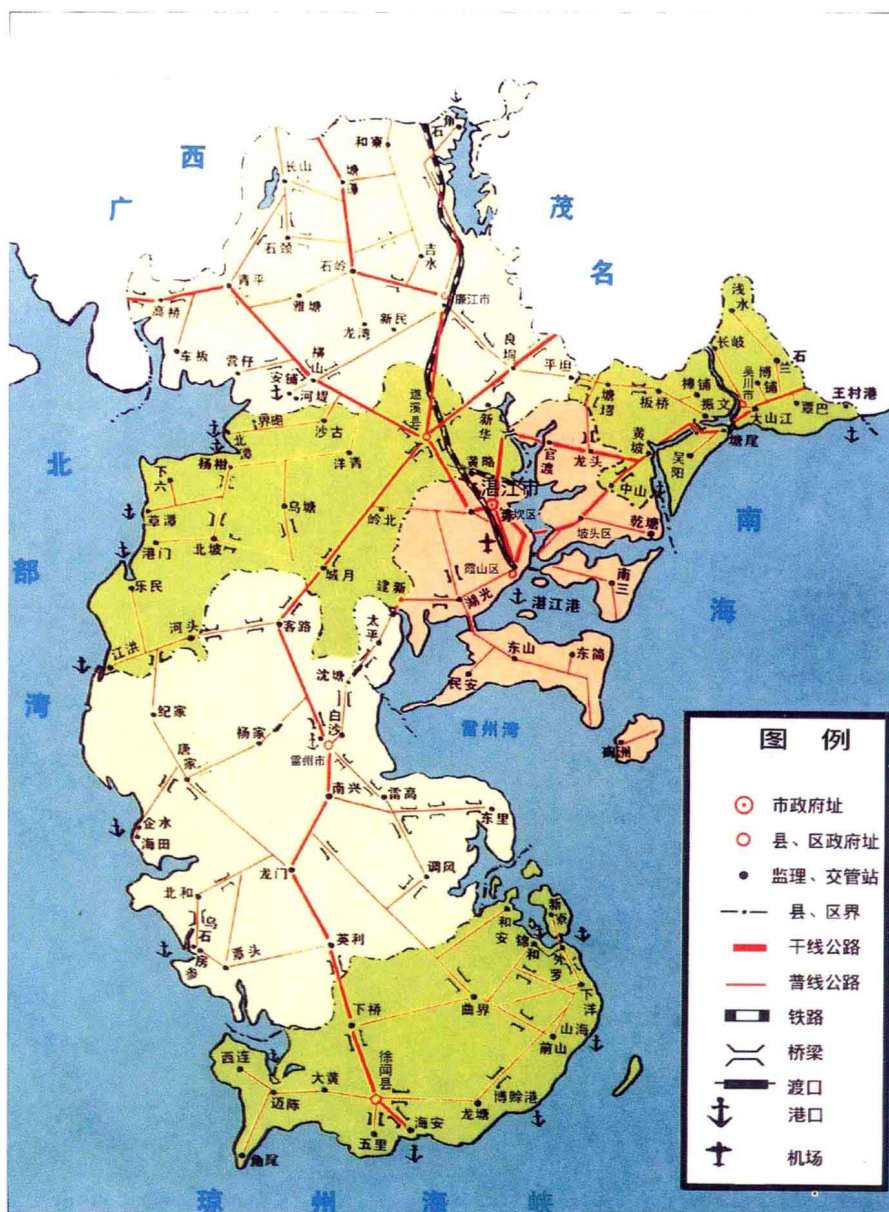 西
广
茂
名
北
部
湾
南
海
雷州湾
琼州海峡
石角
和寮
长山
塘蓬
石颈
石岭
吉水
青平
高桥
雅塘
廉江市
龙湾
新民
车板
营仔
横山
安铺
河堤
良垌
平坦
浅水
长岐
石
兰
吴川市
博铺
樟铺
振文
大山江
覃巴
王村港
塘尾
塘㙍
板桥
黄坡
吴阳
中山
遂溪县
新华
官渡
龙头
界炮
沙古
北潭
杨柑
洋青
黄略
湛江市
赤坎区
下六
草潭
乌塘
岭北
港门
北坡
坡头区
乾塘
霞山区
城月
建新
湖光
湛江港
南三
乐民
河头
客路
太平
江洪
东山
东简
民安
沈塘
纪家
杨家
白沙
雷州市
唐家
硇洲
南兴
雷高
东里
企水
海田
龙门
调风
北和
乌石
房参
覃头
英利
和安
新寮
锦和
外罗
下桥
曲界
下洋
山海
前山
西连
徐闻县
大黄
迈陈
博赊港
龙塘
海安
五里
角尾
图例
市政府址
县、区政府址
监理、交管站
县、区界
干线公路
普线公路
铁路
桥梁
渡口
港口
机场